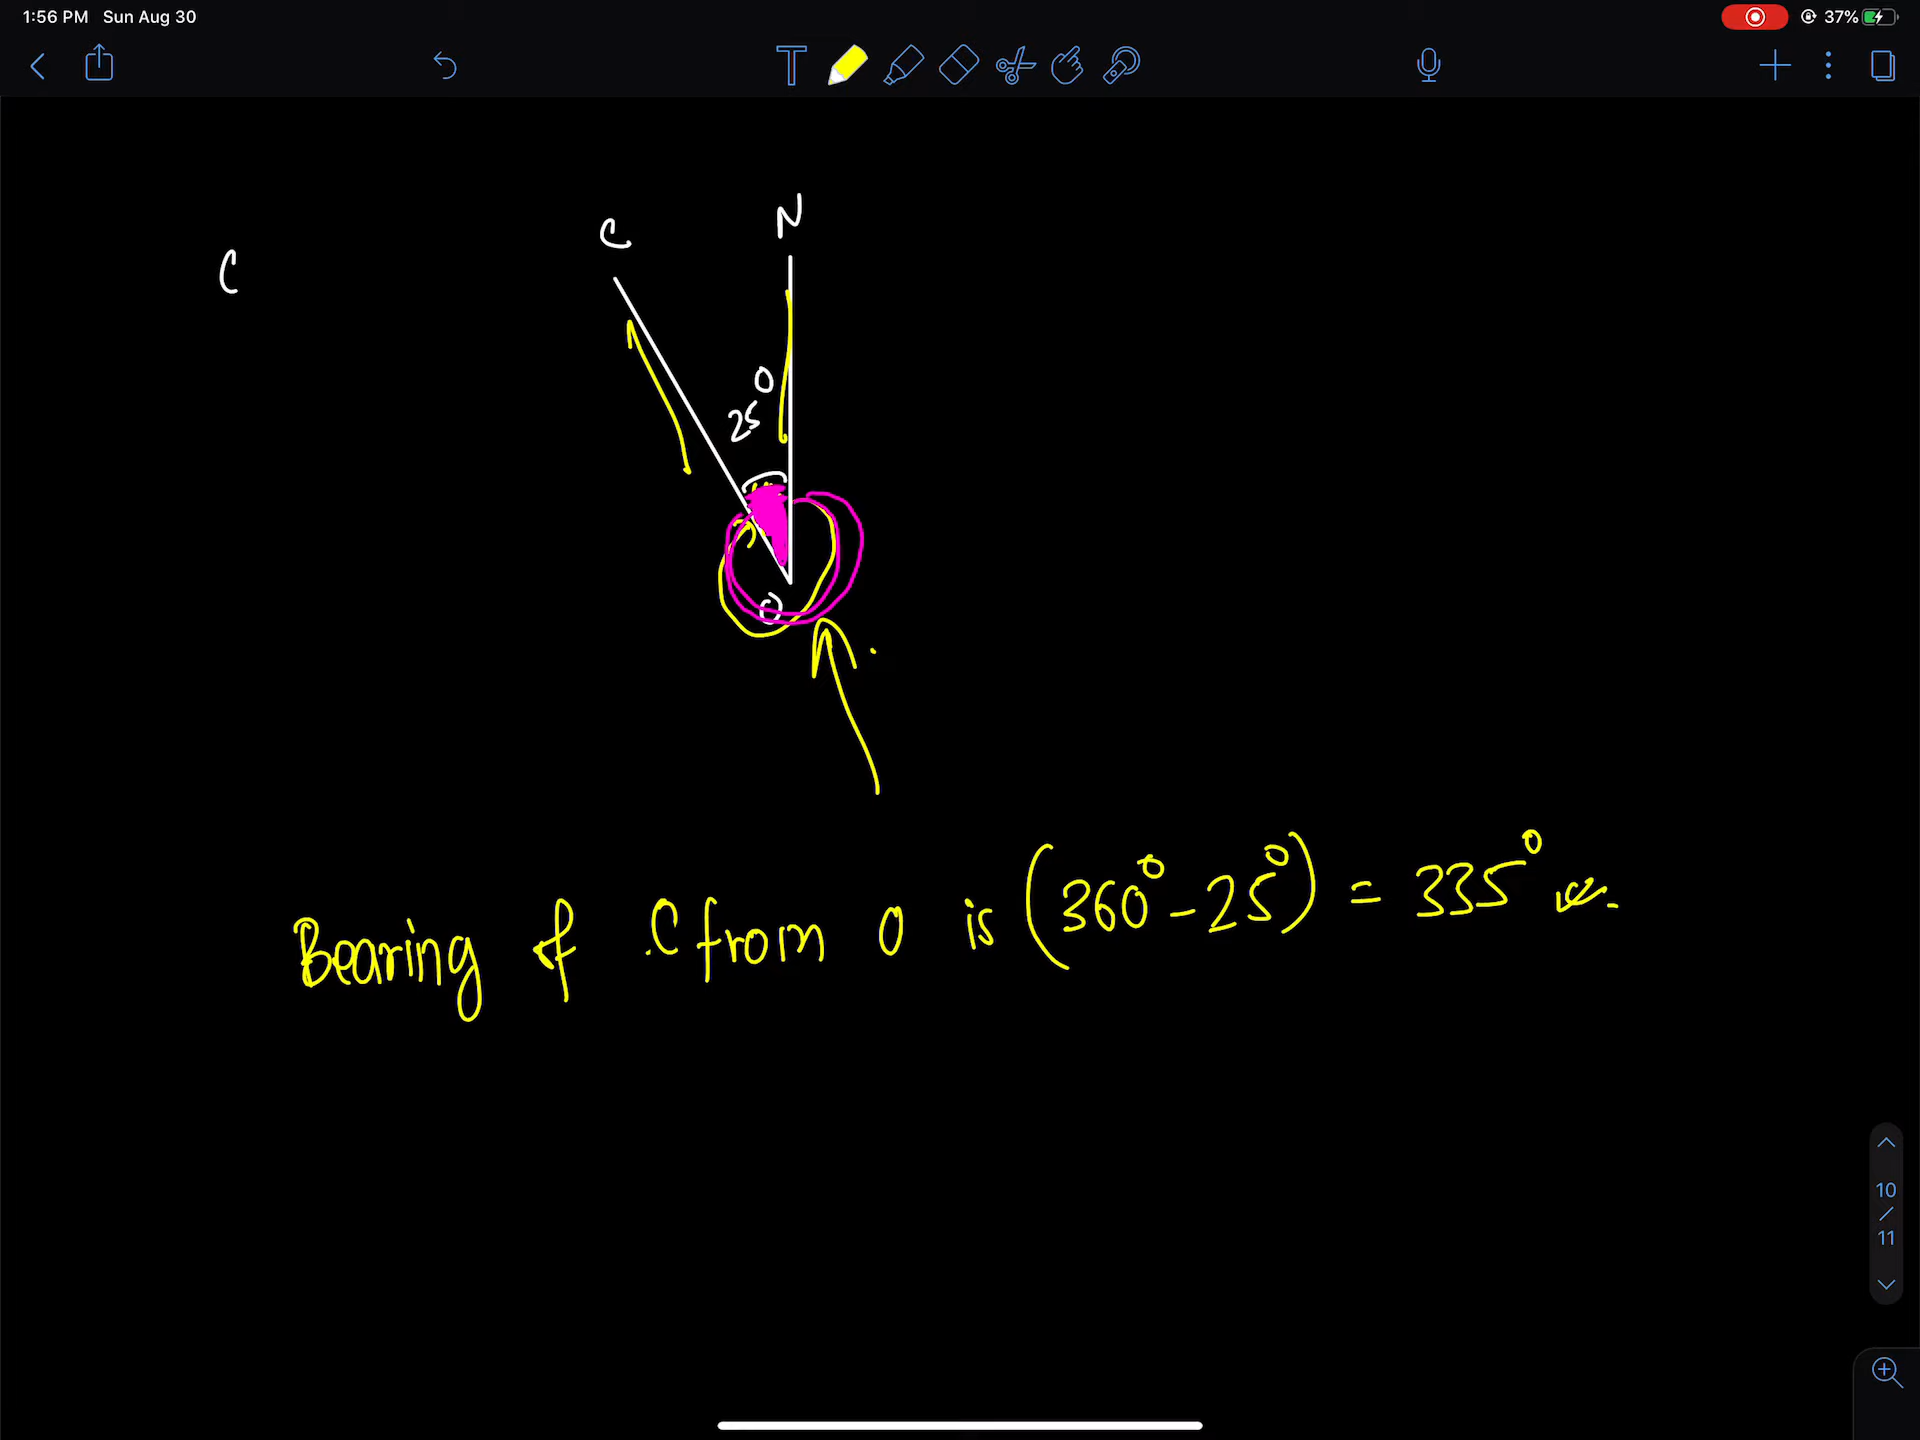 1:56 PM Sun Aug 30
37%
T
C
N
C
25°
O
Bearing of C from O is (360° - 25°) = 335°
10
/
11